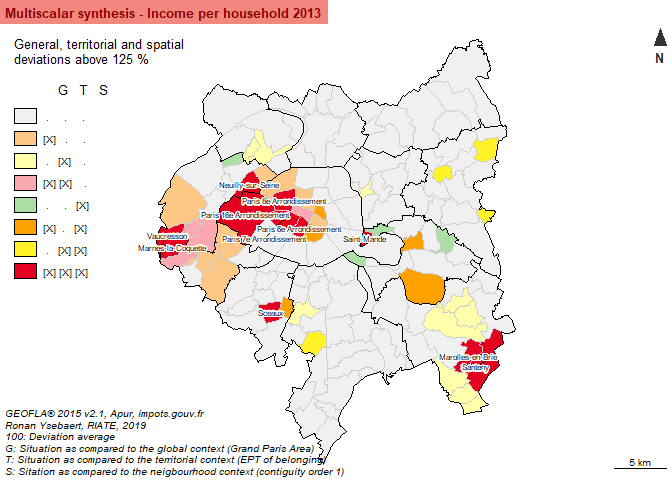 Multiscalar synthesis - Income per household 2013
General, territorial and spatial
deviations above 125 %
N
G T S
. . .
[X] . .
. [X] .
[X] [X] .
. . [X]
[X] . [X]
. [X] [X]
[X] [X] [X]
Neuilly-sur-Seine
Paris 8e Arrondissement
Paris 16e Arrondissement
Paris 6e Arrondissement
Paris 7e Arrondissement
Vaucresson
Marnes-la-Coquette
Saint-Mande
Sceaux
Marolles-en-Brie
Santeny
GEOFLA® 2015 v2.1, Apur, impots.gouv.fr
Ronan Ysebaert, RIATE, 2019
100: Deviation average
G: Situation as compared to the global context (Grand Paris Area)
T: Situation as compared to the territorial context (EPT of belonging)
S: Sitation as compared to the neigbourhood context (contiguity order 1)
5 km